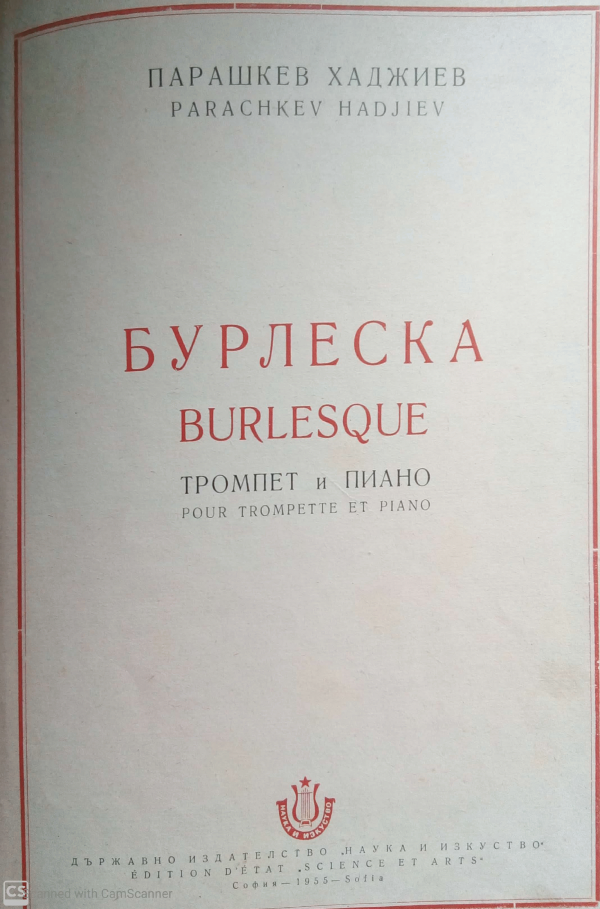 ПАРАШКЕВ ХАДЖИЕВ
PARACHKEV HADJIEV
БУРЛЕСКА
BURLESQUE
ТРОМПЕТ и ПИАНО
POUR TROMPETTE ET PIANO
НАУКА И ИЗКУСТВО
ДЪРЖАВНО ИЗДАТЕЛСТВО „НАУКА И ИЗКУСТВО“
ÉDITION D'ÉTAT „SCIENCE ET ARTS“
София—1955—Sofia
CS Scanned with CamScanner